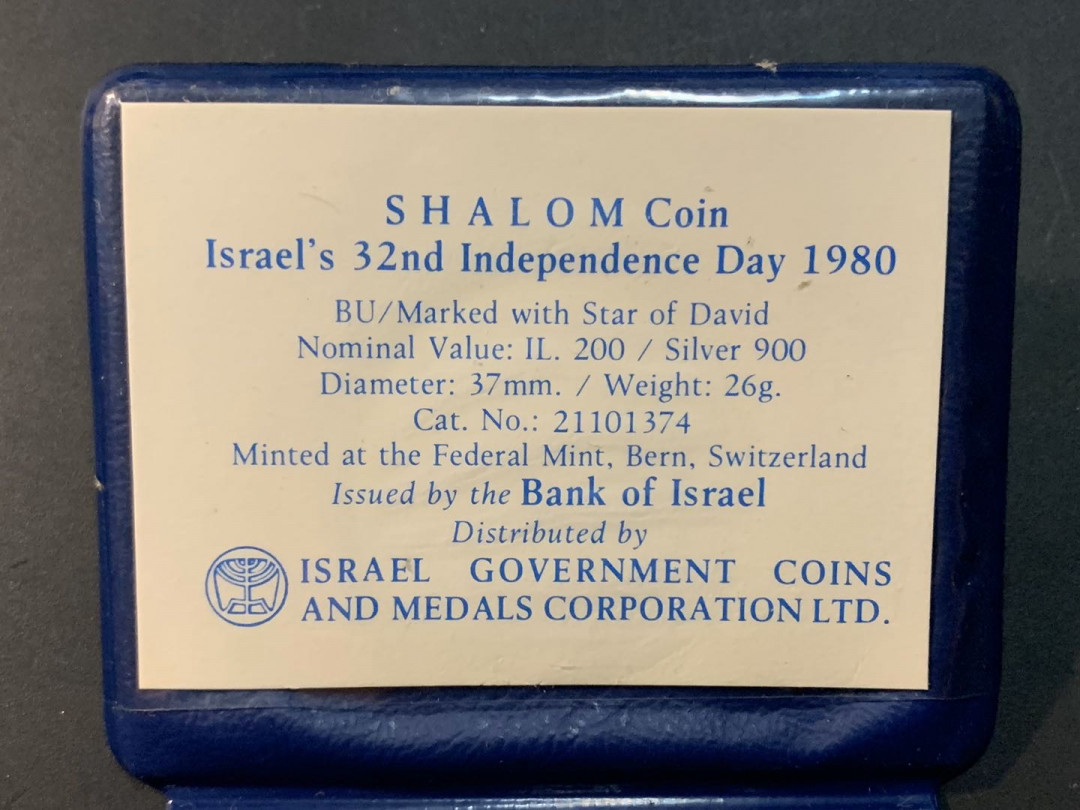 SHALOM Coin
Israel's 32nd Independence Day 1980
BU/Marked with Star of David
Nominal Value: IL. 200 / Silver 900
Diameter: 37mm. / Weight: 26g.
Cat. No.: 21101374
Minted at the Federal Mint, Bern, Switzerland
Issued by the Bank of Israel
Distributed by
ISRAEL GOVERNMENT COINS
AND MEDALS CORPORATION LTD.